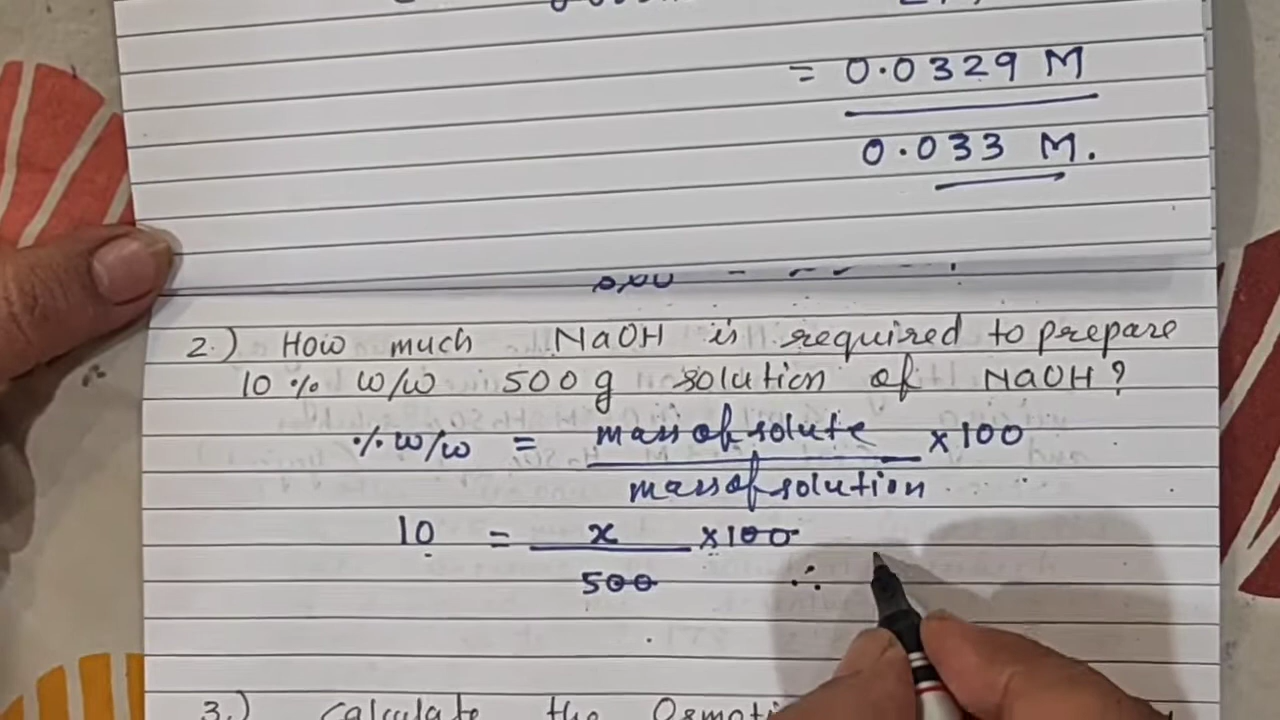 = 0.0329 M
0.033 M.
2.) How much NaOH is required to prepare
10 % w/w 500 g solution of NaOH?
% w/w = mass of solute × 100
mass of solution
10 = x × 100
500 ∴
3.) Calculate the